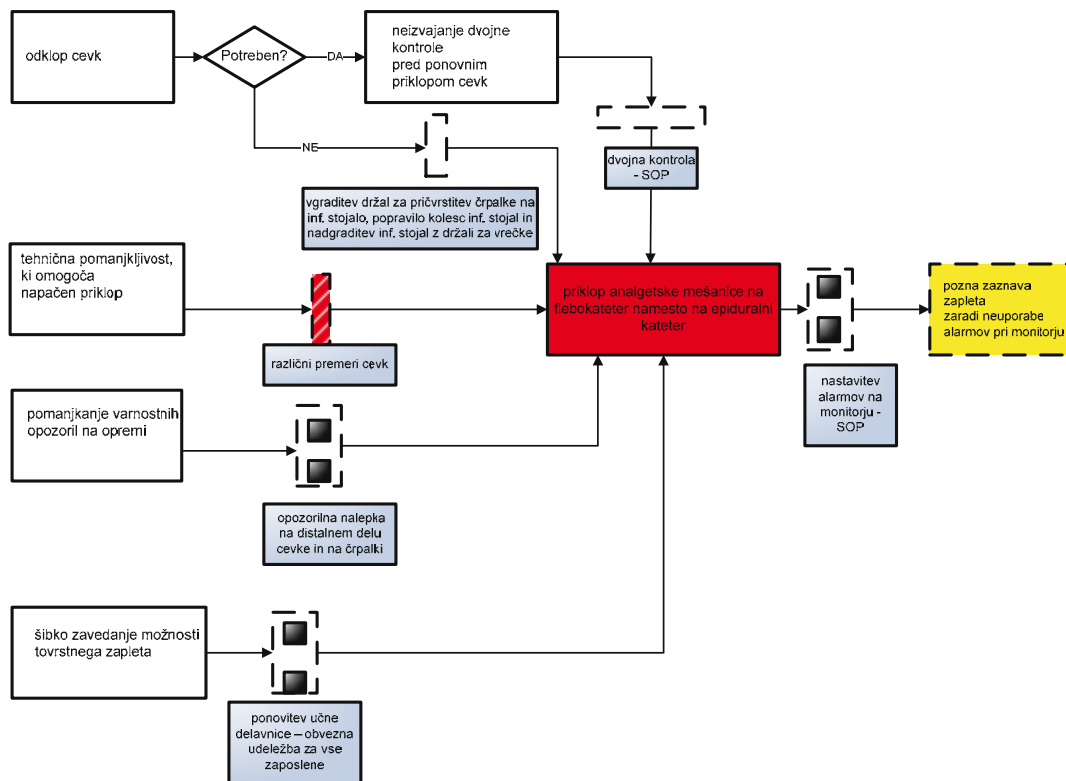 odklop cevk
Potreben?
DA
neizvajanje dvojne
kontrole
pred ponovnim
priklopom cevk
NE
dvojna kontrola
- SOP
vgraditev držal za pričvrstitev črpalke na
inf. stojalo, popravilo kolesc inf. stojal in
nadgraditev inf. stojal z držali za vrečke
tehnična pomanjkljivost,
ki omogoča
napačen priklop
različni premeri cevk
priklop analgetske mešanice na
flebokateter namesto na epiduralni
kateter
pozna zaznava
zapleta
zaradi neuporabe
alarmov pri monitorju
nastavitev
alarmov na
monitorju -
SOP
pomanjkanje varnostnih
opozoril na opremi
opozorilna nalepka
na distalnem delu
cevke in na črpalki
šibko zavedanje možnosti
tovrstnega zapleta
ponovitev učne
delavnice – obvezna
udeležba za vse
zaposlene